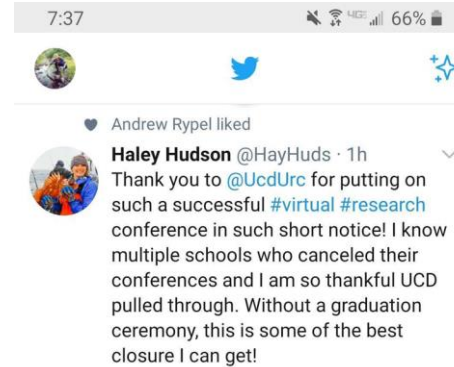 7:37 4GE 66%
Andrew Rypel liked
Haley Hudson @HayHuds · 1h
Thank you to @UcdUrc for putting on
such a successful #virtual #research
conference in such short notice! I know
multiple schools who canceled their
conferences and I am so thankful UCD
pulled through. Without a graduation
ceremony, this is some of the best
closure I can get!